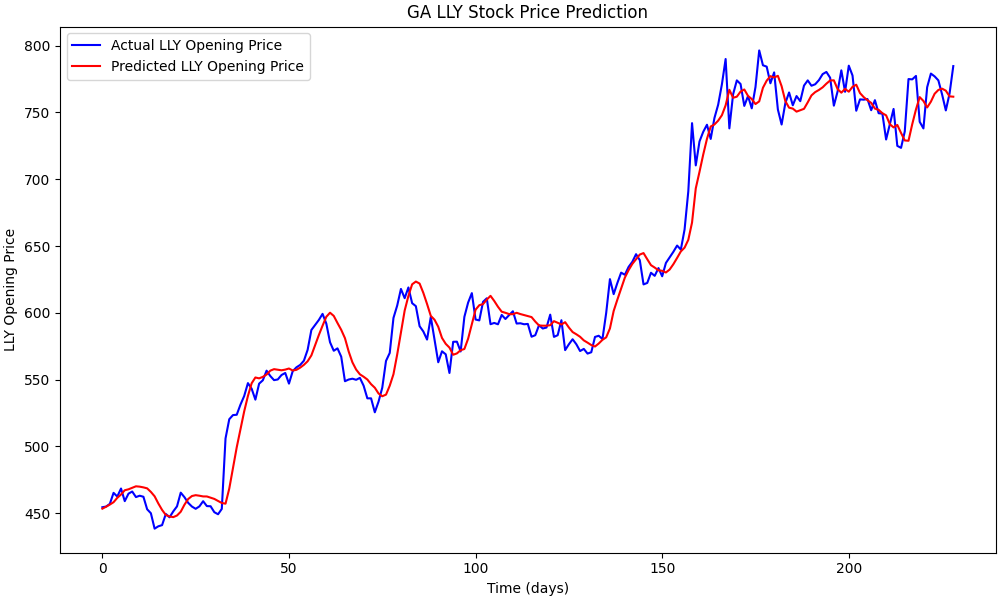 GA LLY Stock Price Prediction
Actual LLY Opening Price
Predicted LLY Opening Price
LLY Opening Price
800
750
700
650
600
550
500
450
0 50 100 150 200
Time (days)